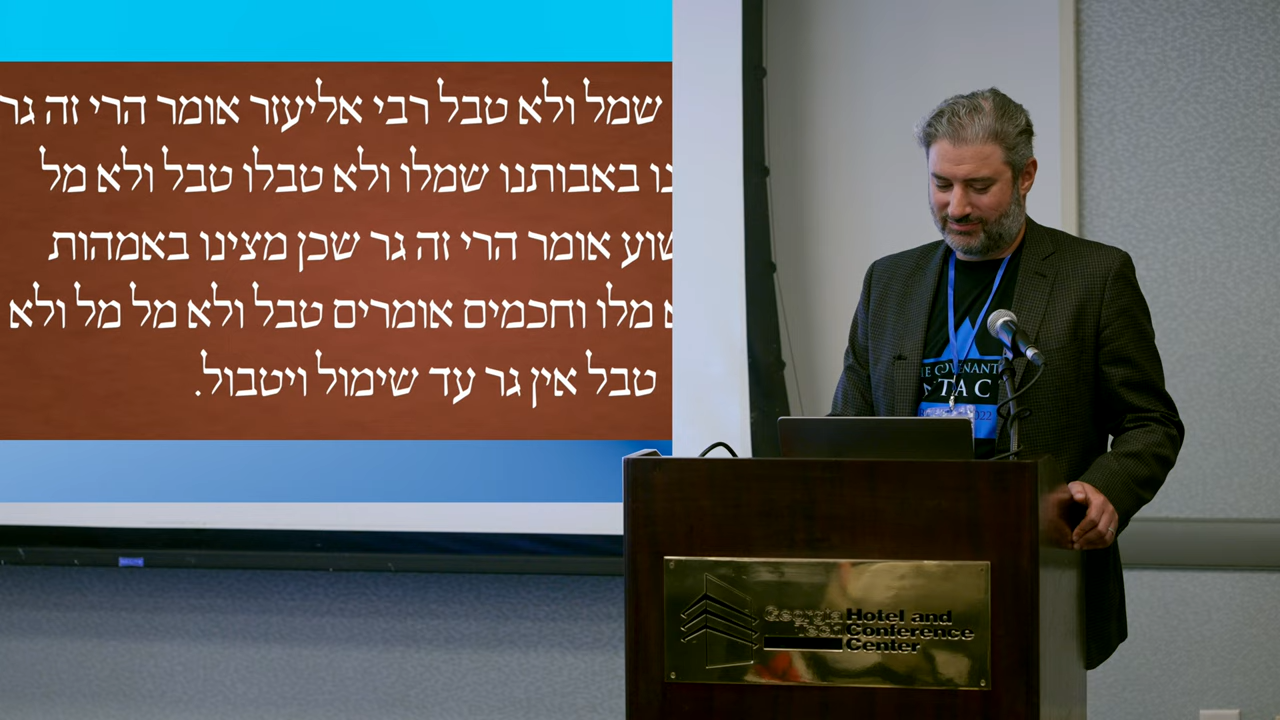 שמל ולא טבל רבי אליעזר אומר הרי זה גר
באבותנו שמלו ולא טבלו טבל ולא מל
אומר הרי זה גר שכן מצינו באמהות
מלו וחכמים אומרים טבל ולא מל מל ולא
טבל אין גר עד שימול ויטבול.
COVENANT
2022
Hotel and
Conference
Center